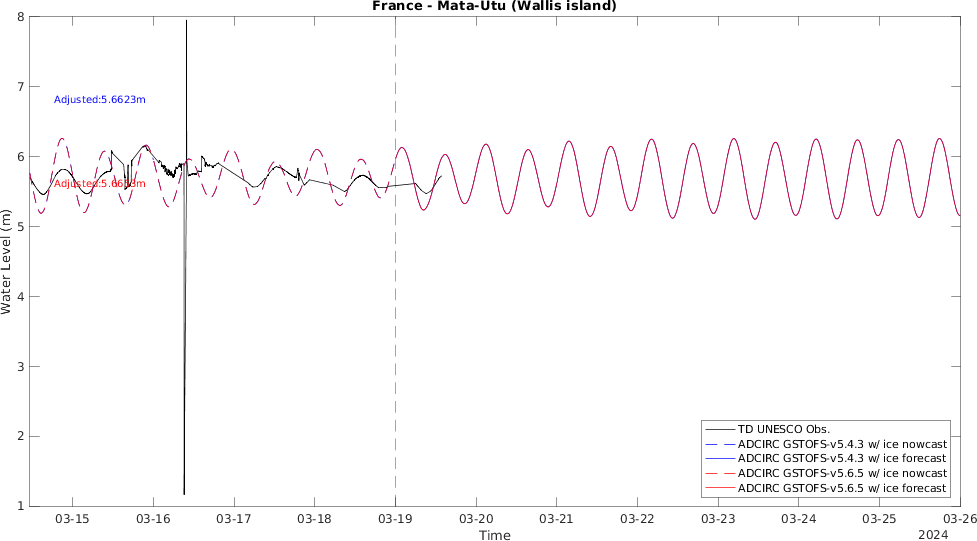 France - Mata-Utu (Wallis island)
8
7
6
5
4
3
2
1
Water Level (m)
Adjusted:5.6623m
03-15
03-16
03-17
03-18
03-19
03-20
03-21
03-22
03-23
03-24
03-25
03-26
Time
2024
TD UNESCO Obs.
ADCIRC GSTOFS-v5.4.3 w/ ice nowcast
ADCIRC GSTOFS-v5.4.3 w/ ice forecast
ADCIRC GSTOFS-v5.6.5 w/ ice nowcast
ADCIRC GSTOFS-v5.6.5 w/ ice forecast